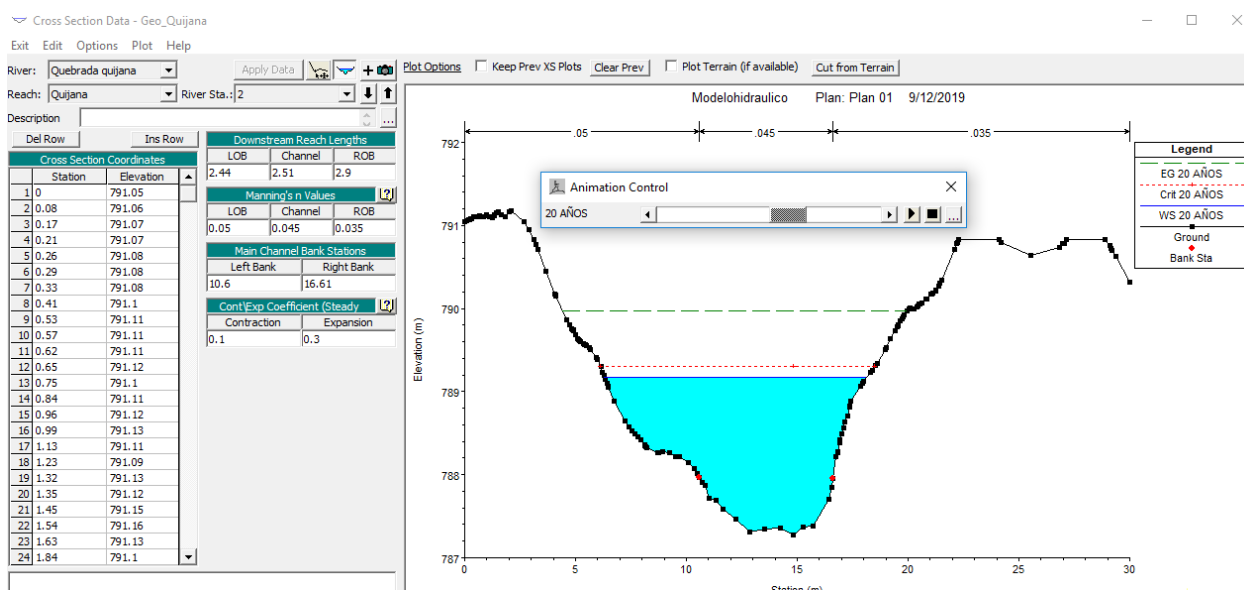 Cross Section Data - Geo_Quijana
Exit Edit Options Plot Help
River: Quebrada quijana Apply Data
Reach: Quijana River Sta.: 2
Description ...
Del Row Ins Row
Cross Section Coordinates
Station Elevation
1 0 791.05
2 0.08 791.06
3 0.17 791.07
4 0.21 791.07
5 0.26 791.08
6 0.29 791.08
7 0.33 791.08
8 0.41 791.1
9 0.53 791.11
10 0.57 791.11
11 0.62 791.11
12 0.65 791.12
13 0.75 791.1
14 0.84 791.11
15 0.96 791.12
16 0.99 791.13
17 1.13 791.11
18 1.23 791.09
19 1.32 791.13
20 1.35 791.12
21 1.45 791.15
22 1.54 791.16
23 1.63 791.13
24 1.84 791.1
Downstream Reach Lengths
LOB Channel ROB
2.44 2.51 2.9
Manning's n Values
LOB Channel ROB
0.05 0.045 0.035
Main Channel Bank Stations
Left Bank Right Bank
10.6 16.61
Cont\Exp Coefficient (Steady
Contraction Expansion
0.1 0.3
Plot Options Keep Prev XS Plots Clear Prev Plot Terrain (if available) Cut from Terrain
Modelohidraulico Plan: Plan 01 9/12/2019
.05 .045 .035
Animation Control
20 AÑOS ...
Legend
EG 20 AÑOS
Crit 20 AÑOS
WS 20 AÑOS
Ground
Bank Sta
792
791
790
789
788
787
Elevation (m)
0 5 10 15 20 25 30
Station (m)